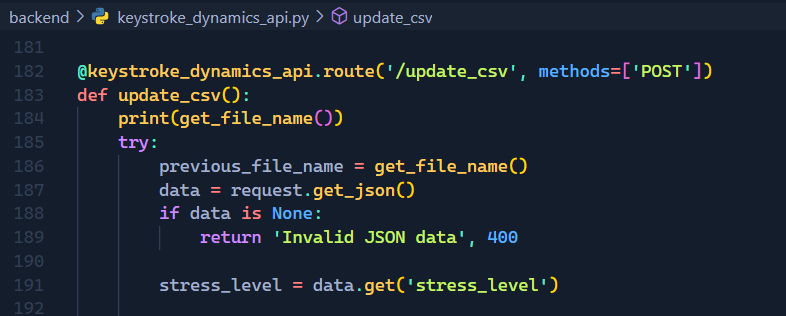 backend > keystroke_dynamics_api.py > update_csv
181
182 @keystroke_dynamics_api.route('/update_csv', methods=['POST'])
183 def update_csv():
184     print(get_file_name())
185     try:
186         previous_file_name = get_file_name()
187         data = request.get_json()
188         if data is None:
189             return 'Invalid JSON data', 400
190
191         stress_level = data.get('stress_level')
192